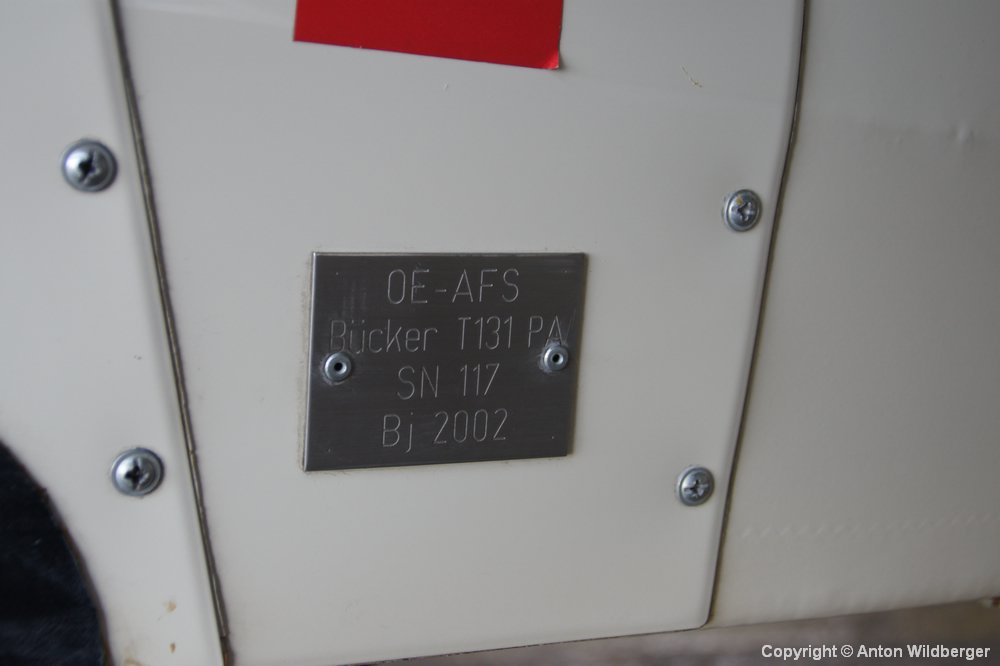 OE-AFS
Bücker T131 PA
SN 117
Bj 2002
Copyright © Anton Wildberger